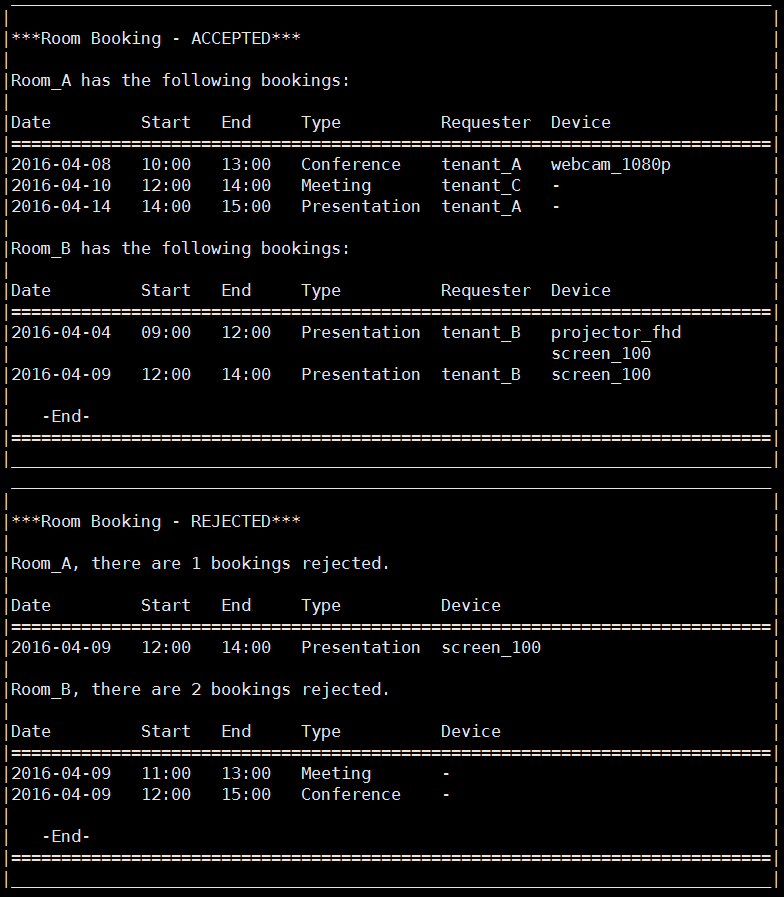 ***Room Booking - ACCEPTED***
Room_A has the following bookings:
Date         Start   End     Type          Requester  Device
============================================================================
2016-04-08   10:00   13:00   Conference    tenant_A   webcam_1080p
2016-04-10   12:00   14:00   Meeting       tenant_C   -
2016-04-14   14:00   15:00   Presentation  tenant_A   -
Room_B has the following bookings:
Date         Start   End     Type          Requester  Device
============================================================================
2016-04-04   09:00   12:00   Presentation  tenant_B   projector_fhd
                                                      screen_100
2016-04-09   12:00   14:00   Presentation  tenant_B   screen_100
   -End-
============================================================================
***Room Booking - REJECTED***
Room_A, there are 1 bookings rejected.
Date         Start   End     Type          Device
============================================================================
2016-04-09   12:00   14:00   Presentation  screen_100
Room_B, there are 2 bookings rejected.
Date         Start   End     Type          Device
============================================================================
2016-04-09   11:00   13:00   Meeting       -
2016-04-09   12:00   15:00   Conference    -
   -End-
============================================================================